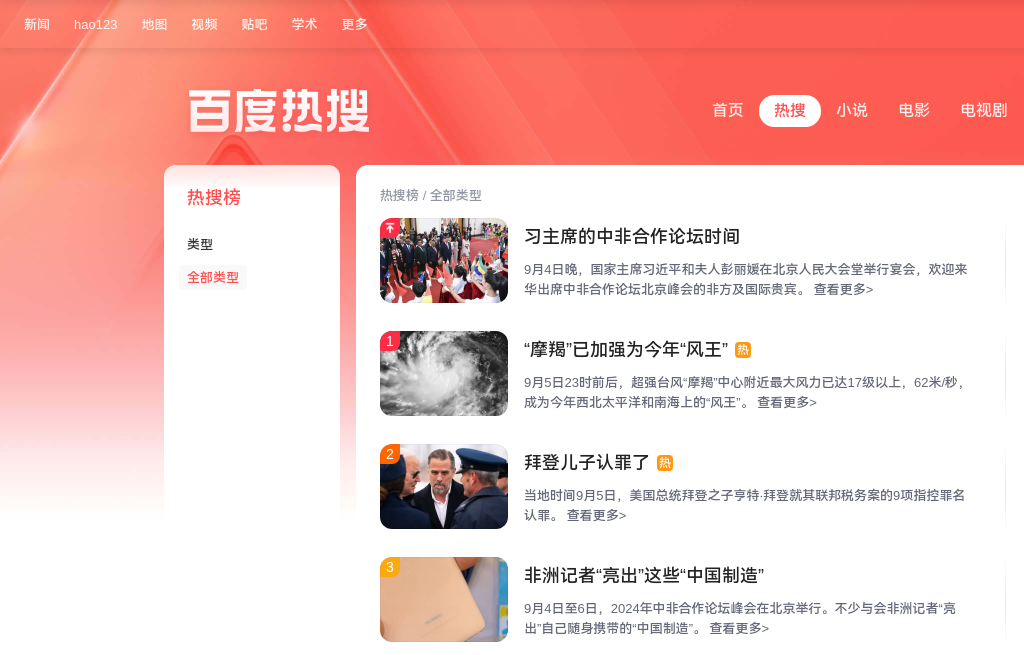 新闻 hao123 地图 视频 贴吧 学术 更多
百度热搜
首页 热搜 小说 电影 电视剧
热搜榜
类型
全部类型
热搜榜 / 全部类型
习主席的中非合作论坛时间
9月4日晚，国家主席习近平和夫人彭丽媛在北京人民大会堂举行宴会，欢迎来
华出席中非合作论坛北京峰会的非方及国际贵宾。 查看更多>
1
“摩羯”已加强为今年“风王” 热
9月5日23时前后，超强台风“摩羯”中心附近最大风力已达17级以上，62米/秒，
成为今年西北太平洋和南海上的“风王”。 查看更多>
2
拜登儿子认罪了 热
当地时间9月5日，美国总统拜登之子亨特·拜登就其联邦税务案的9项指控罪名
认罪。 查看更多>
3
非洲记者“亮出”这些“中国制造”
9月4日至6日，2024年中非合作论坛峰会在北京举行。不少与会非洲记者“亮
出”自己随身携带的“中国制造”。 查看更多>